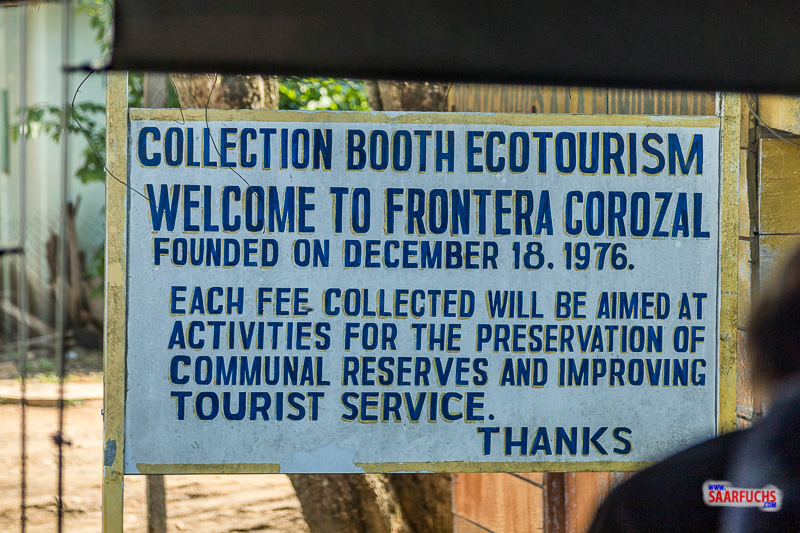 COLLECTION BOOTH ECOTOURISM
WELCOME TO FRONTERA COROZAL
FOUNDED ON DECEMBER 18. 1976.
EACH FEE COLLECTED WILL BE AIMED AT
ACTIVITIES FOR THE PRESERVATION OF
COMMUNAL RESERVES AND IMPROVING
TOURIST SERVICE.
THANKS
WWW.
SAARFUCHS
.COM